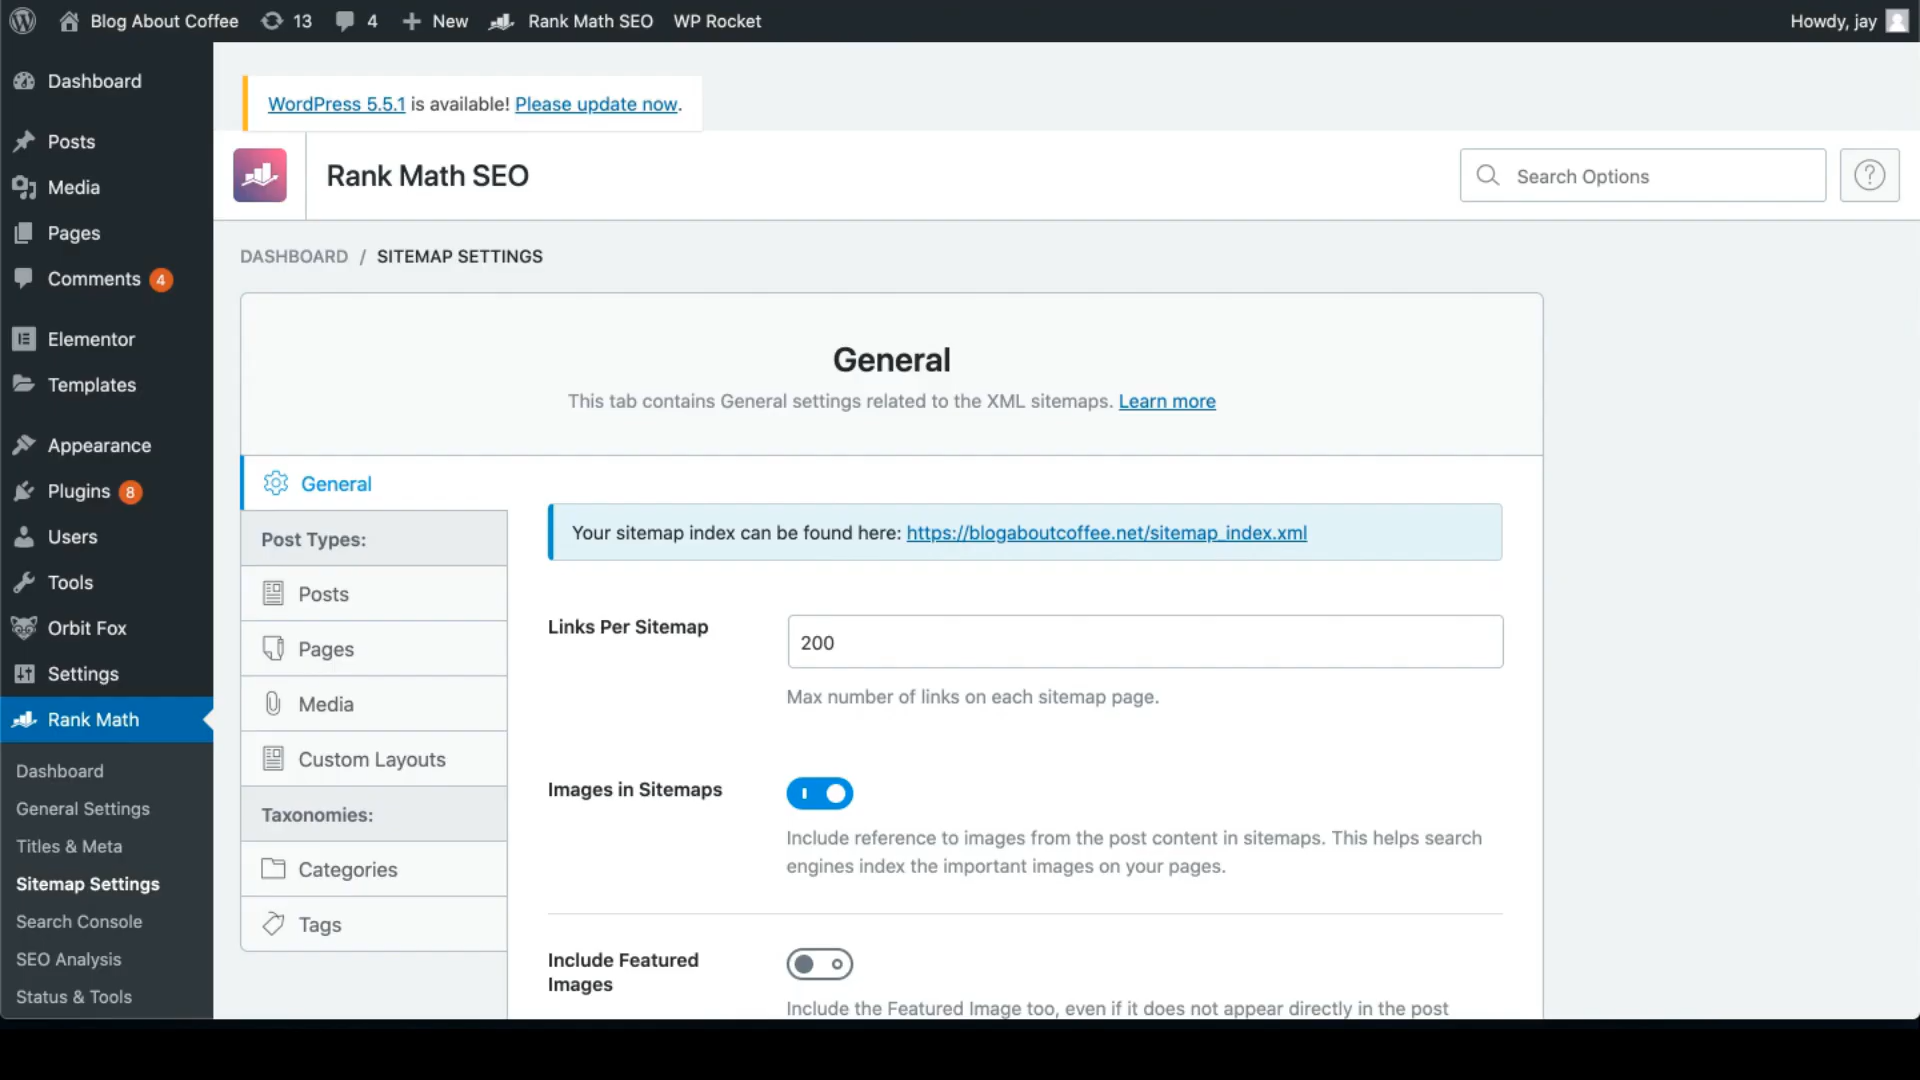 Blog About Coffee 13 4 New Rank Math SEO WP Rocket Howdy, jay
Dashboard
Posts
Media
Pages
Comments 4
Elementor
Templates
Appearance
Plugins 8
Users
Tools
Orbit Fox
Settings
Rank Math
Dashboard
General Settings
Titles & Meta
Sitemap Settings
Search Console
SEO Analysis
Status & Tools
WordPress 5.5.1 is available! Please update now.
Rank Math SEO
Search Options
?
DASHBOARD / SITEMAP SETTINGS
General
This tab contains General settings related to the XML sitemaps. Learn more
General
Post Types:
Posts
Pages
Media
Custom Layouts
Taxonomies:
Categories
Tags
Your sitemap index can be found here: https://blogaboutcoffee.net/sitemap_index.xml
Links Per Sitemap
200
Max number of links on each sitemap page.
Images in Sitemaps
Include reference to images from the post content in sitemaps. This helps search
engines index the important images on your pages.
Include Featured
Images
Include the Featured Image too, even if it does not appear directly in the post